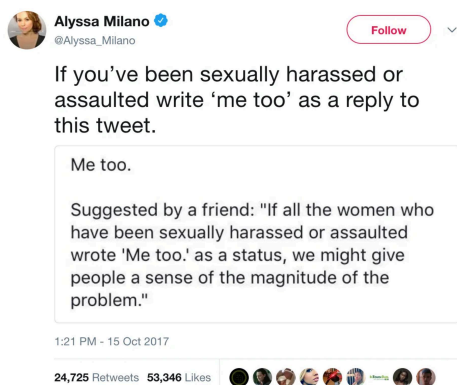 Alyssa Milano
@Alyssa_Milano
Follow
If you’ve been sexually harassed or
assaulted write ‘me too’ as a reply to
this tweet.
Me too.
Suggested by a friend: "If all the women who
have been sexually harassed or assaulted
wrote 'Me too.' as a status, we might give
people a sense of the magnitude of the
problem."
1:21 PM - 15 Oct 2017
24,725 Retweets 53,346 Likes